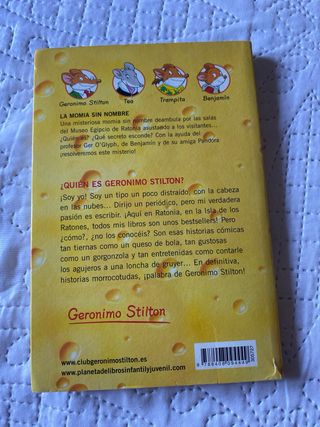 Geronimo Stilton
Tea
Trampita
Benjamín
LA MOMIA SIN NOMBRE
Una misteriosa momia sin nombre deambula por las salas
del Museo Egipcio de Ratonia asustando a los visitantes...
¿Quién es? ¿Qué secreto esconde? Con la ayuda del
profesor Ger O'Glyph, de Benjamín y de su amiga Pandora
¡resolveremos este misterio!
¿QUIÉN ES GERONIMO STILTON?
¡Soy yo! Soy un tipo un poco distraído, con la cabeza
en las nubes... Dirijo un periódico, pero mi verdadera
pasión es escribir. ¡Aquí en Ratonia, en la Isla de los
Ratones, todos mis libros son unos bestsellers! Pero
¿cómo?, ¿no los conocéis? Son esas historias cómicas
tan tiernas como un queso de bola, tan gustosas
como un gorgonzola y tan entretenidas como contarle
los agujeros a una loncha de gruyer... En definitiva,
historias morrocotudas, ¡palabra de Geronimo Stilton!
Geronimo Stilton
www.clubgeronimostilton.es
www.planetadelibrosinfantilyjuvenil.com